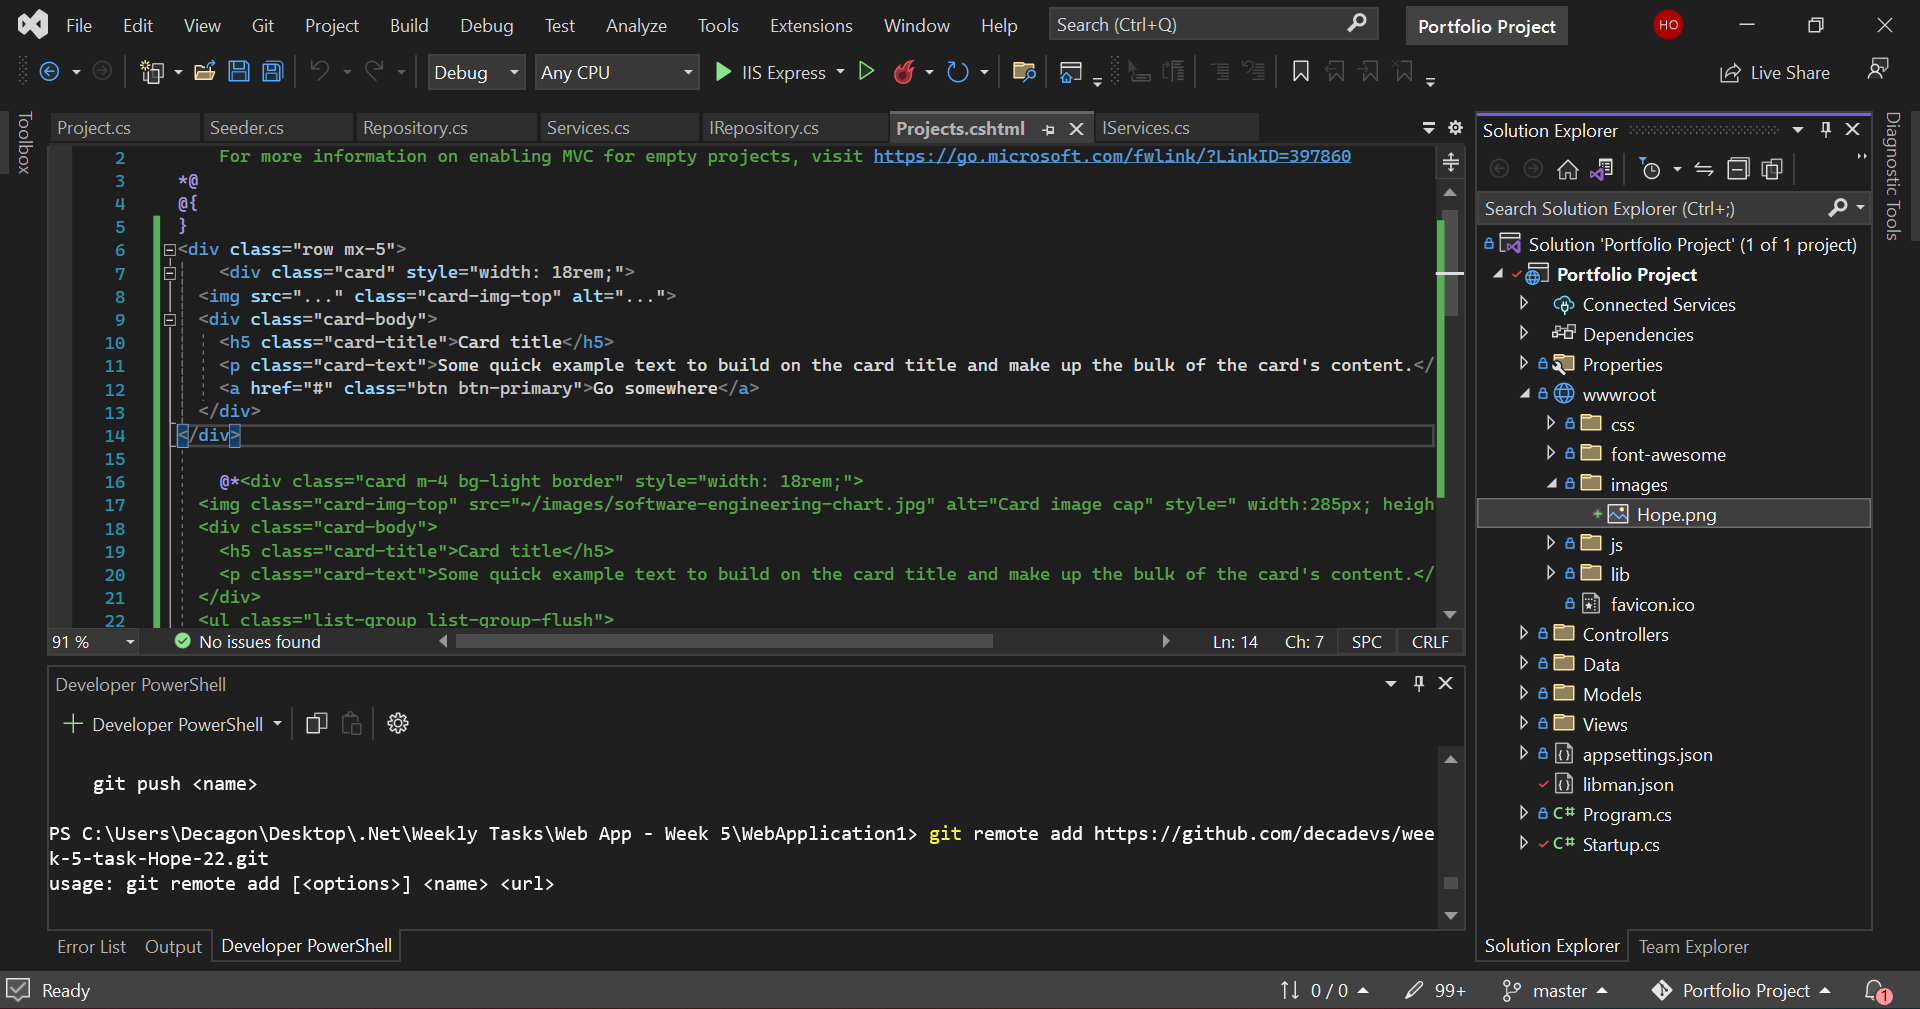 File Edit View Git Project Build Debug Test Analyze Tools Extensions Window Help Search (Ctrl+Q) Portfolio Project HO
Debug Any CPU IIS Express Live Share
Toolbox
Project.cs Seeder.cs Repository.cs Services.cs IRepository.cs Projects.cshtml IServices.cs
2 For more information on enabling MVC for empty projects, visit https://go.microsoft.com/fwlink/?LinkID=397860
3 *@
4 @{
5 }
6 <div class="row mx-5">
7 <div class="card" style="width: 18rem;">
8 <img src="..." class="card-img-top" alt="...">
9 <div class="card-body">
10 <h5 class="card-title">Card title</h5>
11 <p class="card-text">Some quick example text to build on the card title and make up the bulk of the card's content.</
12 <a href="#" class="btn btn-primary">Go somewhere</a>
13 </div>
14 </div>
15
16 @*<div class="card m-4 bg-light border" style="width: 18rem;">
17 <img class="card-img-top" src="~/images/software-engineering-chart.jpg" alt="Card image cap" style=" width:285px; heigh
18 <div class="card-body">
19 <h5 class="card-title">Card title</h5>
20 <p class="card-text">Some quick example text to build on the card title and make up the bulk of the card's content.</
21 </div>
22 <ul class="list-group list-group-flush">
91 % No issues found Ln: 14 Ch: 7 SPC CRLF
Developer PowerShell
Developer PowerShell
git push <name>
PS C:\Users\Decagon\Desktop\.Net\Weekly Tasks\Web App - Week 5\WebApplication1> git remote add https://github.com/decadevs/wee
k-5-task-Hope-22.git
usage: git remote add [<options>] <name> <url>
Error List Output Developer PowerShell
Solution Explorer
Search Solution Explorer (Ctrl+;)
Solution 'Portfolio Project' (1 of 1 project)
Portfolio Project
Connected Services
Dependencies
Properties
wwwroot
css
font-awesome
images
Hope.png
js
lib
favicon.ico
Controllers
Data
Models
Views
appsettings.json
libman.json
C# Program.cs
C# Startup.cs
Solution Explorer Team Explorer
Diagnostic Tools
Ready 0 / 0 99+ master Portfolio Project 1